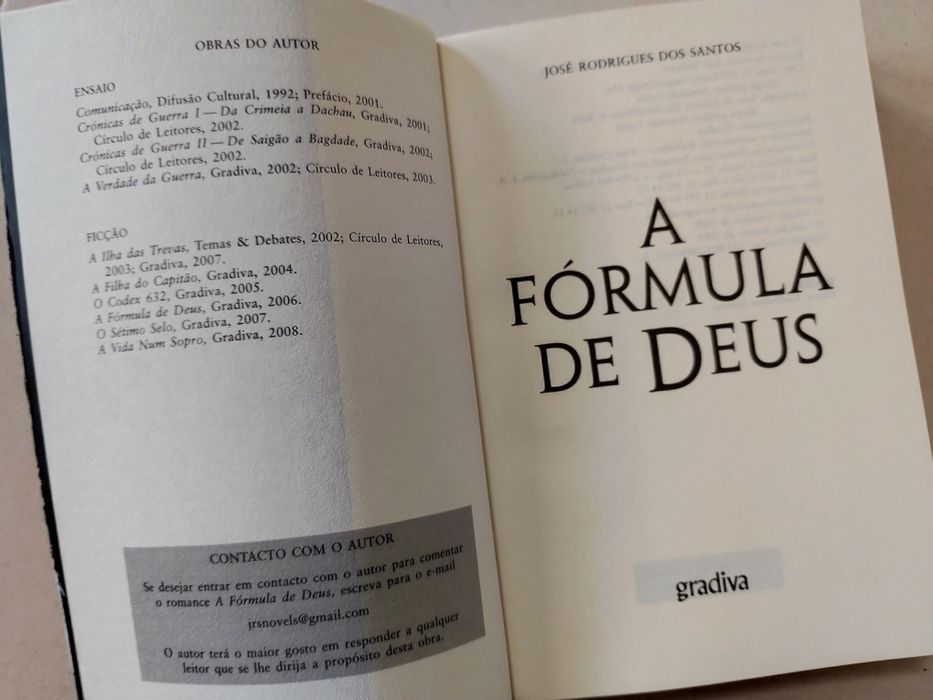 OBRAS DO AUTOR
ENSAIO
Comunicação, Difusão Cultural, 1992; Prefácio, 2001.
Crónicas de Guerra I — Da Crimeia a Dachau, Gradiva, 2001;
Círculo de Leitores, 2002.
Crónicas de Guerra II — De Saigão a Bagdade, Gradiva, 2002;
Círculo de Leitores, 2002.
A Verdade da Guerra, Gradiva, 2002; Círculo de Leitores, 2003.
FICÇÃO
A Ilha das Trevas, Temas & Debates, 2002; Círculo de Leitores,
2003; Gradiva, 2007.
A Filha do Capitão, Gradiva, 2004.
O Codex 632, Gradiva, 2005.
A Fórmula de Deus, Gradiva, 2006.
O Sétimo Selo, Gradiva, 2007.
A Vida Num Sopro, Gradiva, 2008.
CONTACTO COM O AUTOR
Se desejar entrar em contacto com o autor para comentar
o romance A Fórmula de Deus, escreva para o e-mail
jrsnovels@gmail.com
O autor terá o maior gosto em responder a qualquer
leitor que se lhe dirija a propósito desta obra.
JOSÉ RODRIGUES DOS SANTOS
A
FÓRMULA
DE DEUS
gradiva